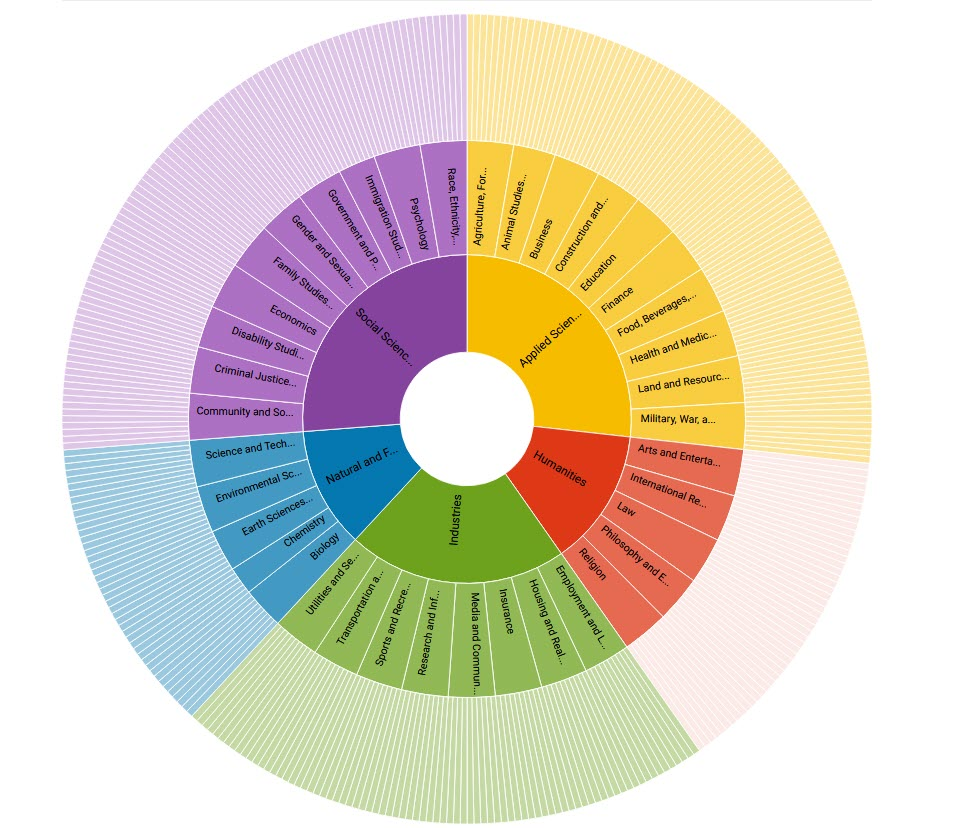 Applied Scien...
Humanities
Industries
Natural and F...
Social Scienc...
Agriculture, For...
Animal Studies...
Business
Construction and...
Education
Finance
Food, Beverages,...
Health and Medic...
Land and Resourc...
Military, War, a...
Arts and Enterta...
International Re...
Law
Philosophy and E...
Religion
Employment and L...
Housing and Real...
Insurance
Media and Commun...
Research and Inf...
Sports and Recre...
Transportation a...
Utilities and Se...
Biology
Chemistry
Earth Sciences...
Environmental Sc...
Science and Tech...
Community and So...
Criminal Justice...
Disability Studi...
Economics
Family Studies...
Gender and Sexua...
Government and P...
Immigration Stud...
Psychology
Race, Ethnicity,...